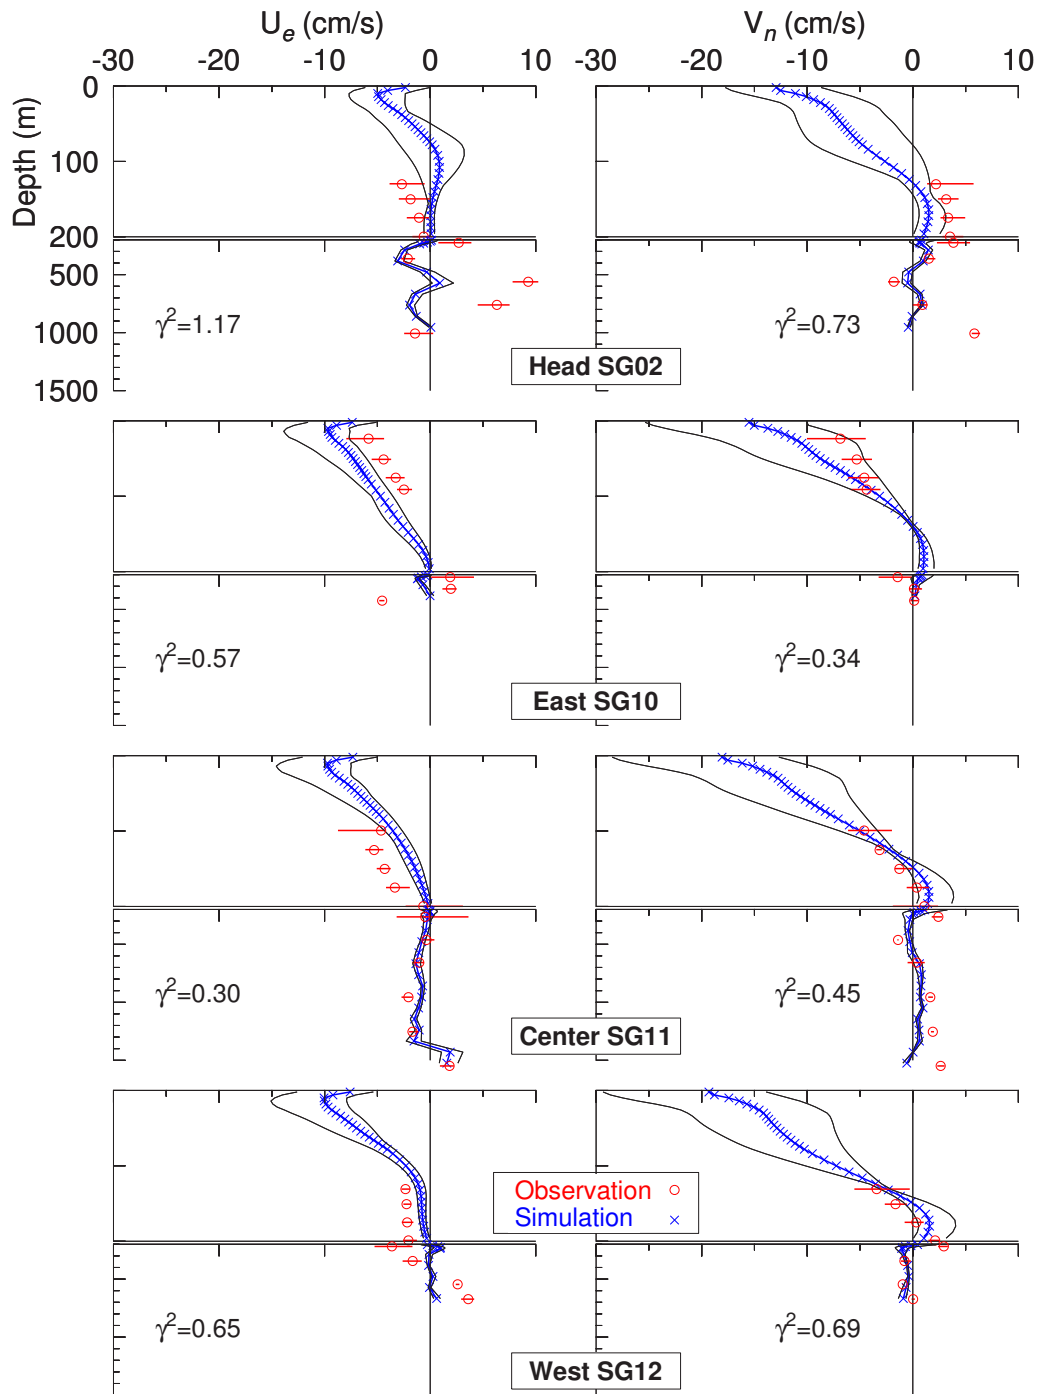 U_e (cm/s) V_n (cm/s)
-30 -20 -10 0 10 -30 -20 -10 0 10
0
100
200
500
1000
1500
Depth (m)
γ²=1.17 γ²=0.73
Head SG02
γ²=0.57 γ²=0.34
East SG10
γ²=0.30 γ²=0.45
Center SG11
Observation
Simulation
γ²=0.65 γ²=0.69
West SG12